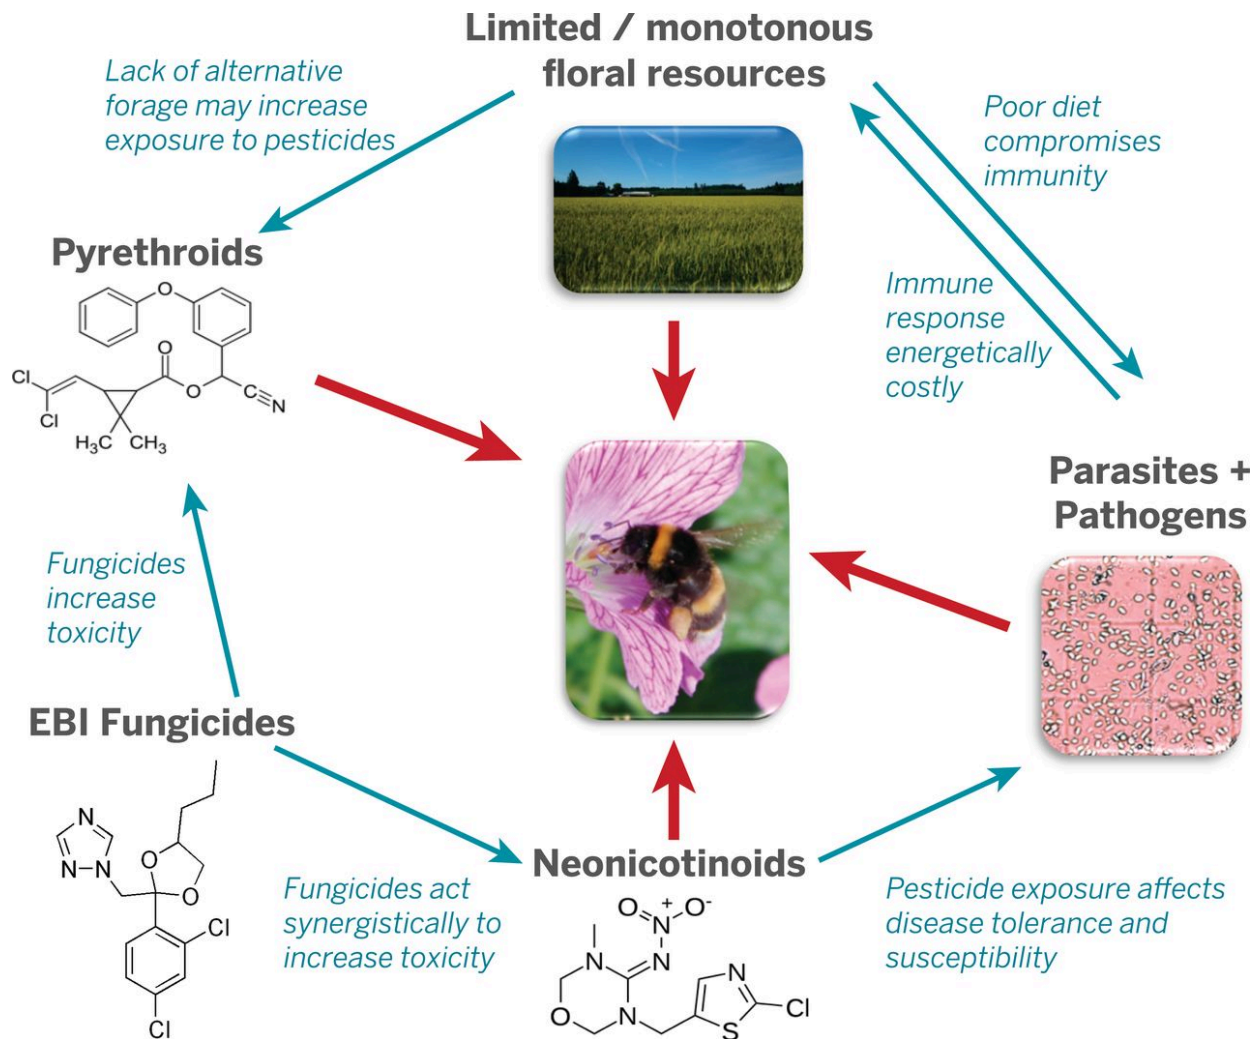 Limited / monotonous
floral resources
Lack of alternative
forage may increase
exposure to pesticides
Poor diet
compromises
immunity
Pyrethroids
O
O
O
Cl
Cl
C≡N
H₃C CH₃
Immune
response
energetically
costly
Parasites +
Pathogens
Fungicides
increase
toxicity
EBI Fungicides
N
N
N
O
O
Cl
Cl
Fungicides act
synergistically to
increase toxicity
Neonicotinoids
O
N+
O-
N
N
N
O
N
S
Cl
Pesticide exposure affects
disease tolerance and
susceptibility